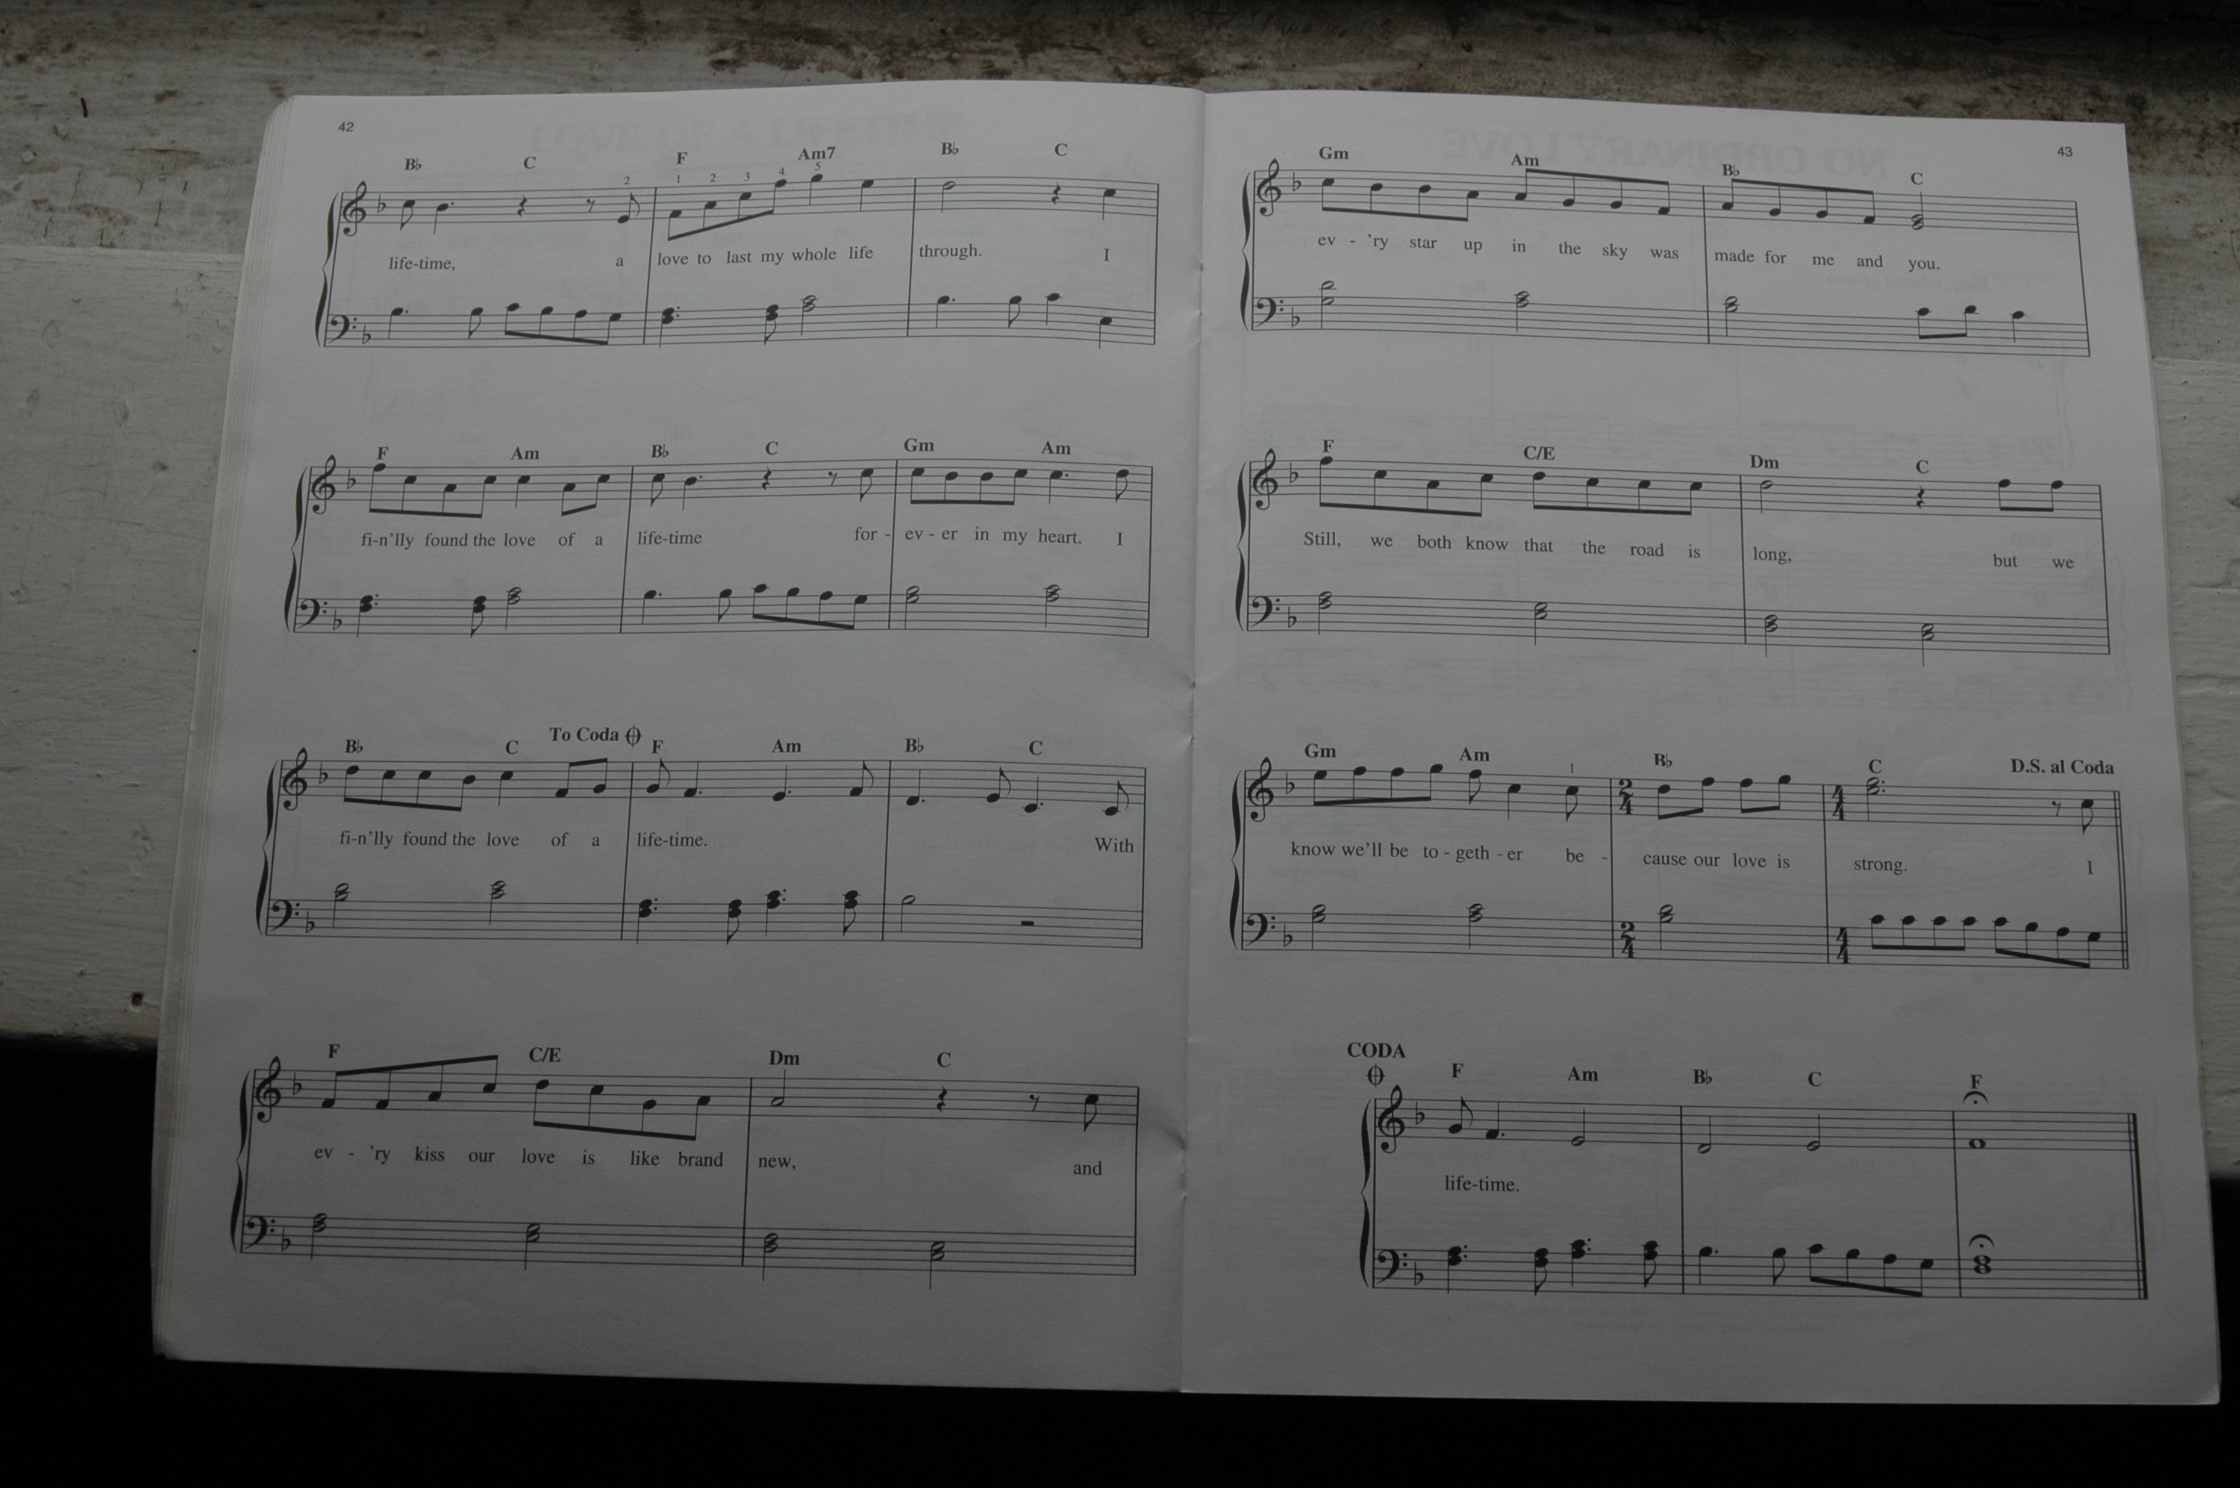 42
B♭ C F Am7 B♭ C
2 1 2 3 4 5
life-time, a love to last my whole life through. I
F Am B♭ C Gm Am
fi-n'lly found the love of a life-time for - ev - er in my heart. I
To Coda
B♭ C F Am B♭ C
fi-n'lly found the love of a life-time. With
F C/E Dm C
ev - 'ry kiss our love is like brand new, and
43
Gm Am B♭ C
ev - 'ry star up in the sky was made for me and you.
F C/E Dm C
Still, we both know that the road is long, but we
Gm Am B♭ C D.S. al Coda
1
2 4 4 4
know we'll be to - geth - er be - cause our love is strong. I
2 4 4 4
CODA
F Am B♭ C F
life-time.